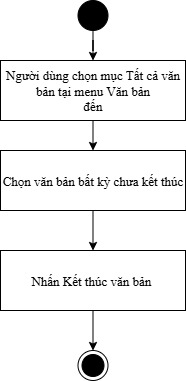 Người dùng chọn mục Tất cả văn
bản tại menu Văn bản
đến
Chọn văn bản bất kỳ chưa kết thúc
Nhấn Kết thúc văn bản